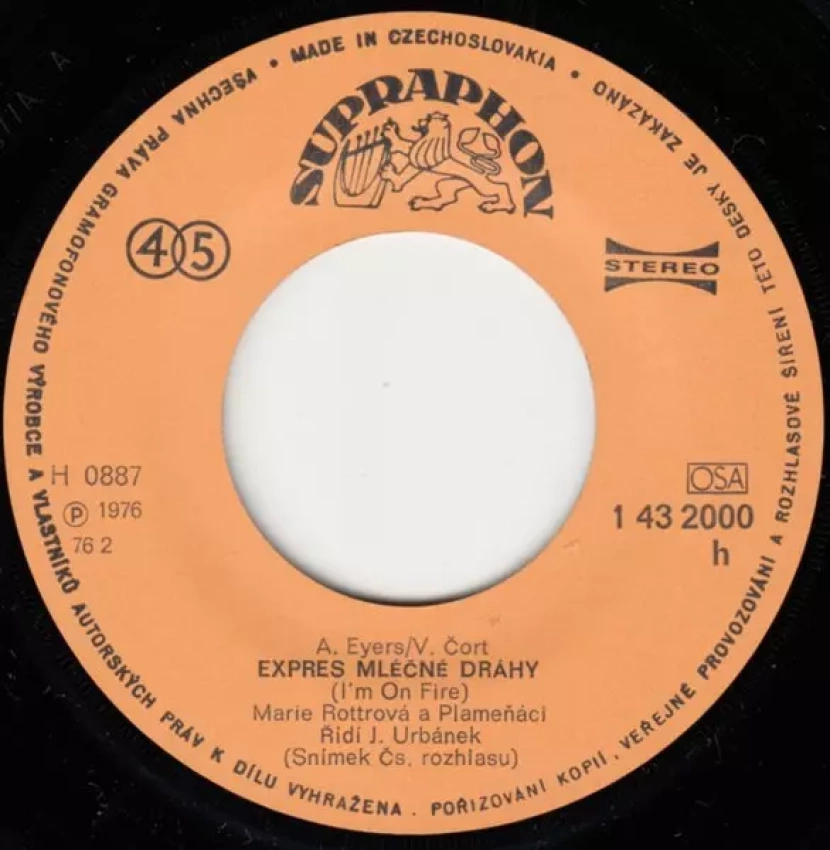 VŠECHNA PRÁVA GRAMOFONOVÉHO VÝROBCE A VLASTNÍKŮ AUTORSKÝCH PRÁV K DÍLU VYHRAŽENA. POŘIZOVÁNÍ KOPIÍ, VEŘEJNÉ PROVOZOVÁNÍ A ROZHLASOVÉ ŠÍŘENÍ TÉTO DESKY JE ZAKÁZÁNO • MADE IN CZECHOSLOVAKIA •
SUPRAPHON
45
STEREO
H 0887
Ⓟ 1976
76 2
OSA
1 43 2000
h
A. Eyers/V. Čort
EXPRES MLÉČNÉ DRÁHY
(I'm On Fire)
Marie Rottrová a Plameňáci
Řidí J. Urbánek
(Snímek Čs. rozhlasu)